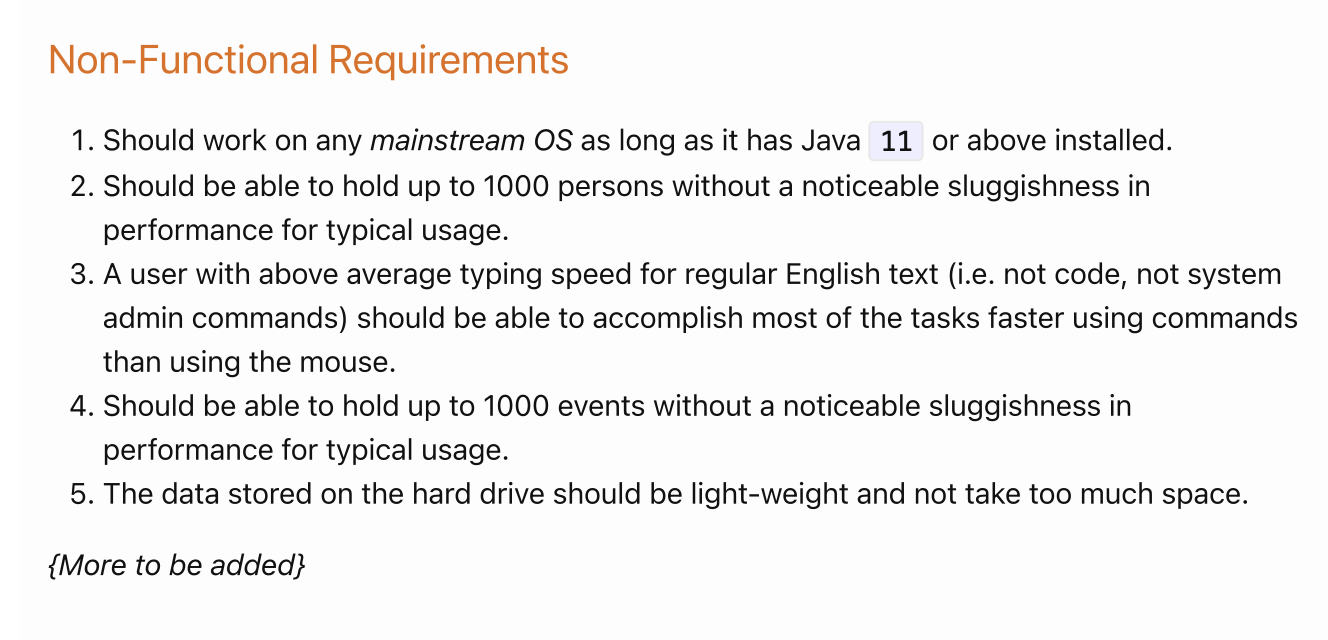 Non-Functional Requirements
1. Should work on any mainstream OS as long as it has Java 11 or above installed.
2. Should be able to hold up to 1000 persons without a noticeable sluggishness in
performance for typical usage.
3. A user with above average typing speed for regular English text (i.e. not code, not system
admin commands) should be able to accomplish most of the tasks faster using commands
than using the mouse.
4. Should be able to hold up to 1000 events without a noticeable sluggishness in
performance for typical usage.
5. The data stored on the hard drive should be light-weight and not take too much space.
{More to be added}